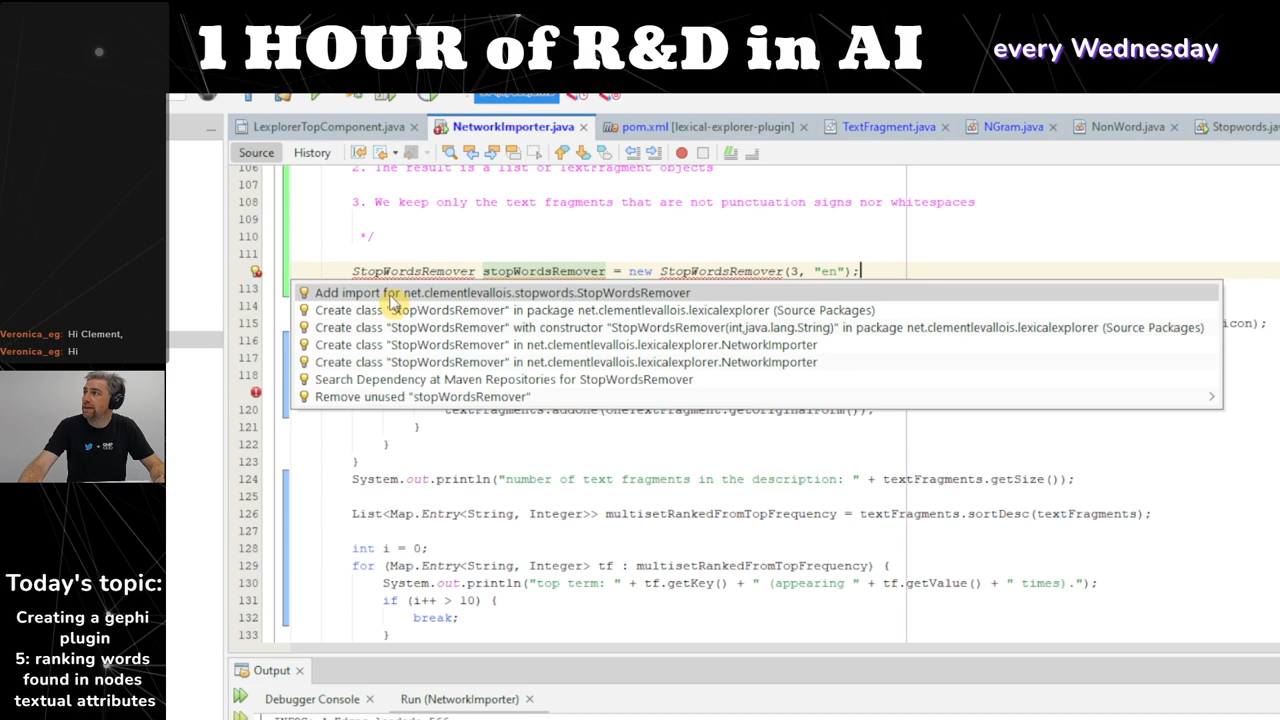 1 HOUR of R&D in AI
every Wednesday
LexplorerTopComponent.java
NetworkImporter.java
pom.xml [lexical-explorer-plugin]
TextFragment.java
NGram.java
NonWord.java
Stopwords.ja
Source
History
106 2. The result is a list of TextFragment objects
107
108 3. We keep only the text fragments that are not punctuation signs nor whitespaces
109
110 */
111
StopWordsRemover stopWordsRemover = new StopWordsRemover(3, "en");
113
Add import for net.clementlevallois.stopwords.StopWordsRemover
114
Create class "StopWordsRemover" in package net.clementlevallois.lexicalexplorer (Source Packages)
115
Create class "StopWordsRemover" with constructor "StopWordsRemover(int,java.lang.String)" in package net.clementlevallois.lexicalexplorer (Source Packages)
icon);
116
Create class "StopWordsRemover" in net.clementlevallois.lexicalexplorer.NetworkImporter
117
Create class "StopWordsRemover" in net.clementlevallois.lexicalexplorer.NetworkImporter
118
Search Dependency at Maven Repositories for StopWordsRemover
Remove unused "stopWordsRemover"
120 textFragments.addOne(oneTextFragment.getOriginalForm());
121 }
122 }
123 }
124 System.out.println("number of text fragments in the description: " + textFragments.getSize());
125
126 List<Map.Entry<String, Integer>> multisetRankedFromTopFrequency = textFragments.sortDesc(textFragments);
127
128 int i = 0;
129 for (Map.Entry<String, Integer> tf : multisetRankedFromTopFrequency) {
130 System.out.println("top term: " + tf.getKey() + " (appearing " + tf.getValue() + " times).");
131 if (i++ > 10) {
132 break;
133 }
Output
Debugger Console
Run (NetworkImporter)
Veronica_eg: Hi Clement,
Veronica_eg: Hi
Today's topic:
Creating a gephi
plugin
5: ranking words
found in nodes
textual attributes